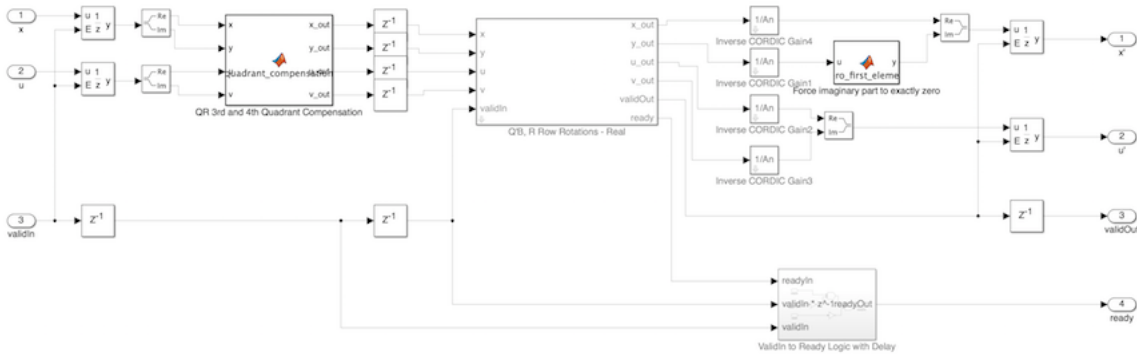 1
x
u 1
E z
y
Re
Im
x
y
u
v
x_out
y_out
u_out
v_out
Quadrant_compensation
QR 3rd and 4th Quadrant Compensation
Z-1
Z-1
Z-1
Z-1
x
y
u
v
validIn
x_out
y_out
u_out
v_out
validOut
ready
Q'B, R Row Rotations - Real
1/An
Inverse CORDIC Gain4
1/An
Inverse CORDIC Gain1
1/An
Inverse CORDIC Gain2
1/An
Inverse CORDIC Gain3
u
y
ro_first_eleme
Force imaginary part to exactly zero
Re
Im
Re
Im
u 1
E z
y
1
x'
2
u
u 1
E z
y
Re
Im
u 1
E z
y
2
u'
3
validIn
Z-1
Z-1
Z-1
3
validOut
readyIn
validIn * z^-1
readyOut
validIn
ValidIn to Ready Logic with Delay
4
ready